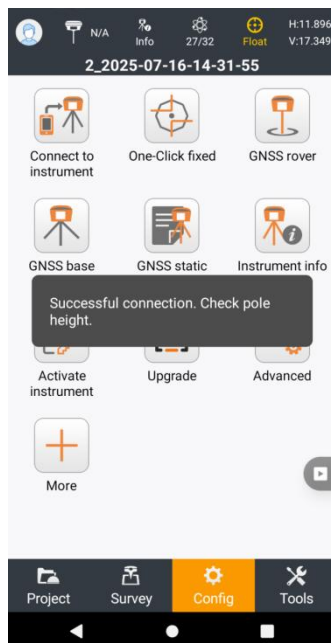 N/A
Info
27/32
Float
H:11.896
V:17.349
2_2025-07-16-14-31-55
Connect to
instrument
One-Click fixed
GNSS rover
GNSS base
GNSS static
Instrument info
Successful connection. Check pole
height.
Activate
instrument
Upgrade
Advanced
More
Project
Survey
Config
Tools